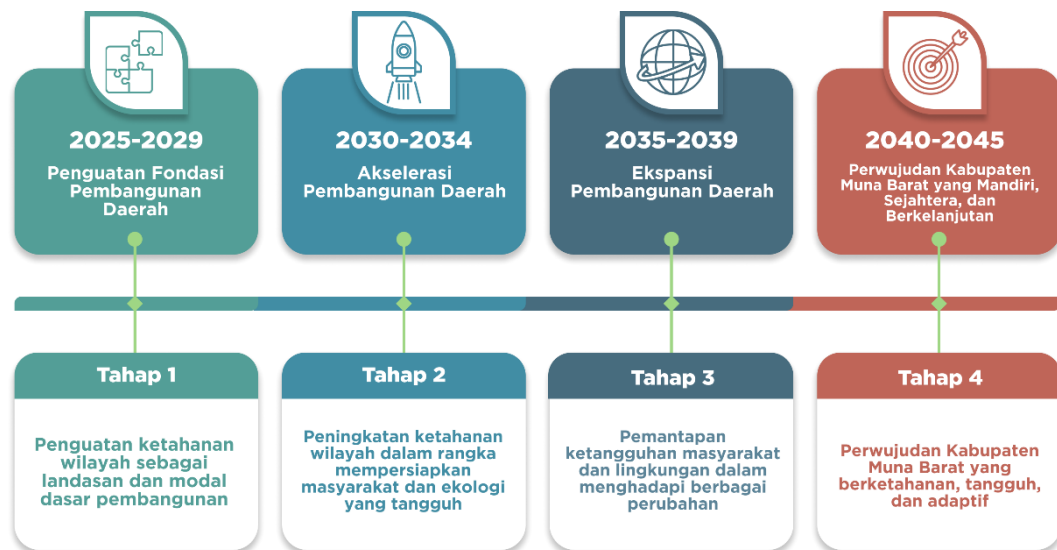 2025-2029
Penguatan Fondasi
Pembangunan
Daerah
2030-2034
Akselerasi
Pembangunan Daerah
2035-2039
Ekspansi
Pembangunan Daerah
2040-2045
Perwujudan Kabupaten
Muna Barat yang Mandiri,
Sejahtera, dan
Berkelanjutan
Tahap 1
Penguatan ketahanan
wilayah sebagai
landasan dan modal
dasar pembangunan
Tahap 2
Peningkatan ketahanan
wilayah dalam rangka
mempersiapkan
masyarakat dan ekologi
yang tangguh
Tahap 3
Pemantapan
ketangguhan masyarakat
dan lingkungan dalam
menghadapi berbagai
perubahan
Tahap 4
Perwujudan Kabupaten
Muna Barat yang
berketahanan, tangguh,
dan adaptif